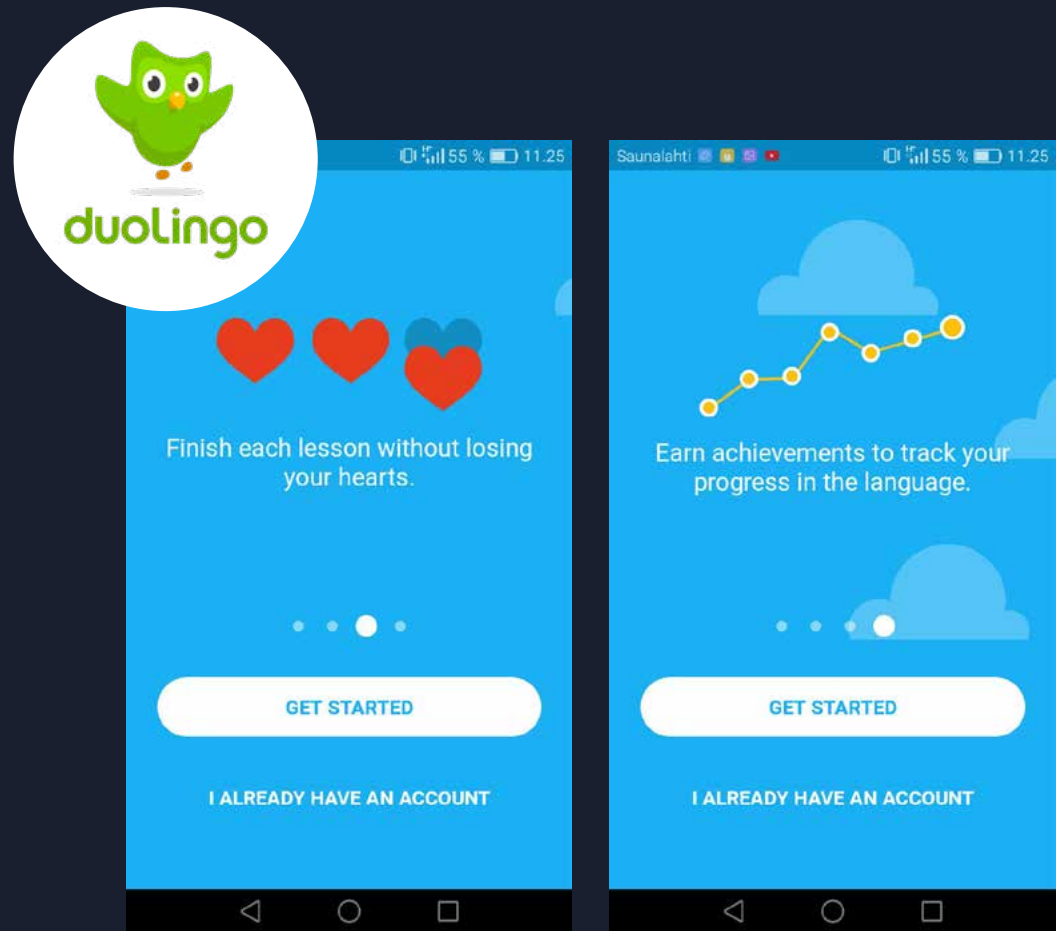 duolingo
55 % 11.25
Finish each lesson without losing
your hearts.
GET STARTED
I ALREADY HAVE AN ACCOUNT
Saunalahti 55 % 11.25
Earn achievements to track your
progress in the language.
GET STARTED
I ALREADY HAVE AN ACCOUNT